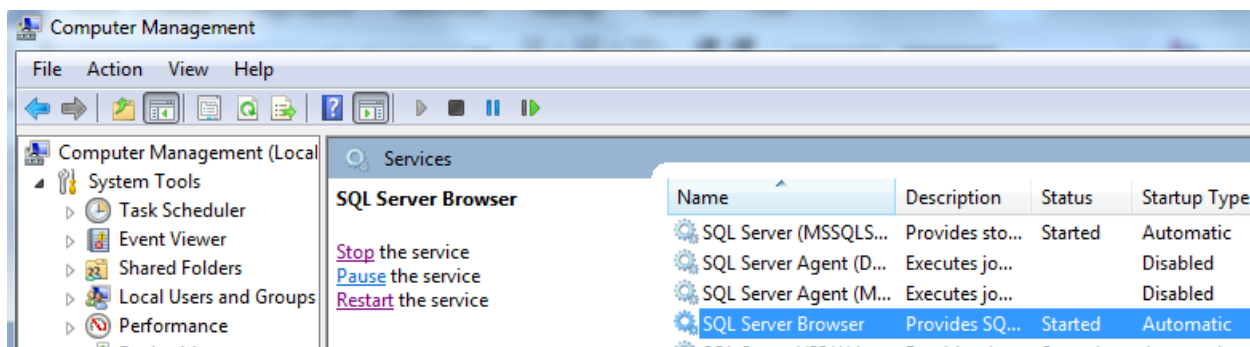 Computer Management
File Action View Help
Computer Management (Local
System Tools
Task Scheduler
Event Viewer
Shared Folders
Local Users and Groups
Performance
Services
SQL Server Browser
Stop the service
Pause the service
Restart the service
Name Description Status Startup Type
SQL Server (MSSQLS... Provides sto... Started Automatic
SQL Server Agent (D... Executes jo... Disabled
SQL Server Agent (M... Executes jo... Disabled
SQL Server Browser Provides SQ... Started Automatic